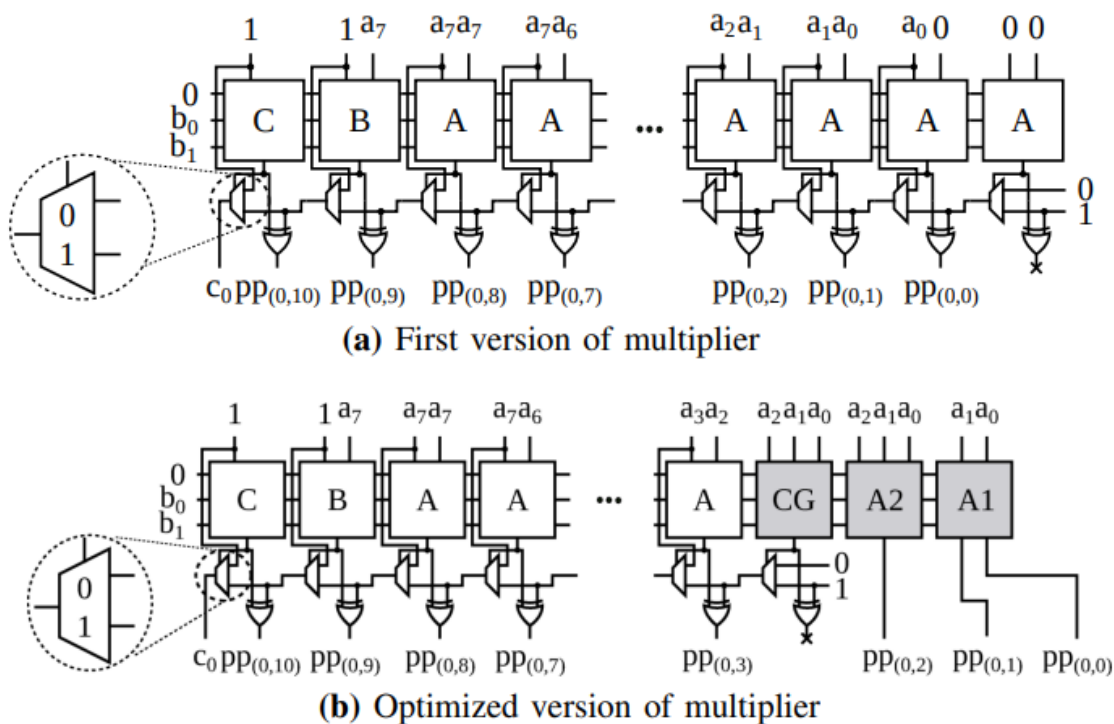 1 1 a₇ a₇a₇ a₇a₆ a₂a₁ a₁a₀ a₀ 0 0 0
0
b₀
b₁
C B A A ... A A A A
0
1
0
1
c₀ pp₍₀,₁₀₎ pp₍₀,₉₎ pp₍₀,₈₎ pp₍₀,₇₎ pp₍₀,₂₎ pp₍₀,₁₎ pp₍₀,₀₎
(a) First version of multiplier
1 1 a₇ a₇a₇ a₇a₆ a₃a₂ a₂a₁a₀ a₂a₁a₀ a₁a₀
0
b₀
b₁
C B A A ... A CG A2 A1
0
1
0
1
c₀ pp₍₀,₁₀₎ pp₍₀,₉₎ pp₍₀,₈₎ pp₍₀,₇₎ pp₍₀,₃₎ pp₍₀,₂₎ pp₍₀,₁₎ pp₍₀,₀₎
(b) Optimized version of multiplier